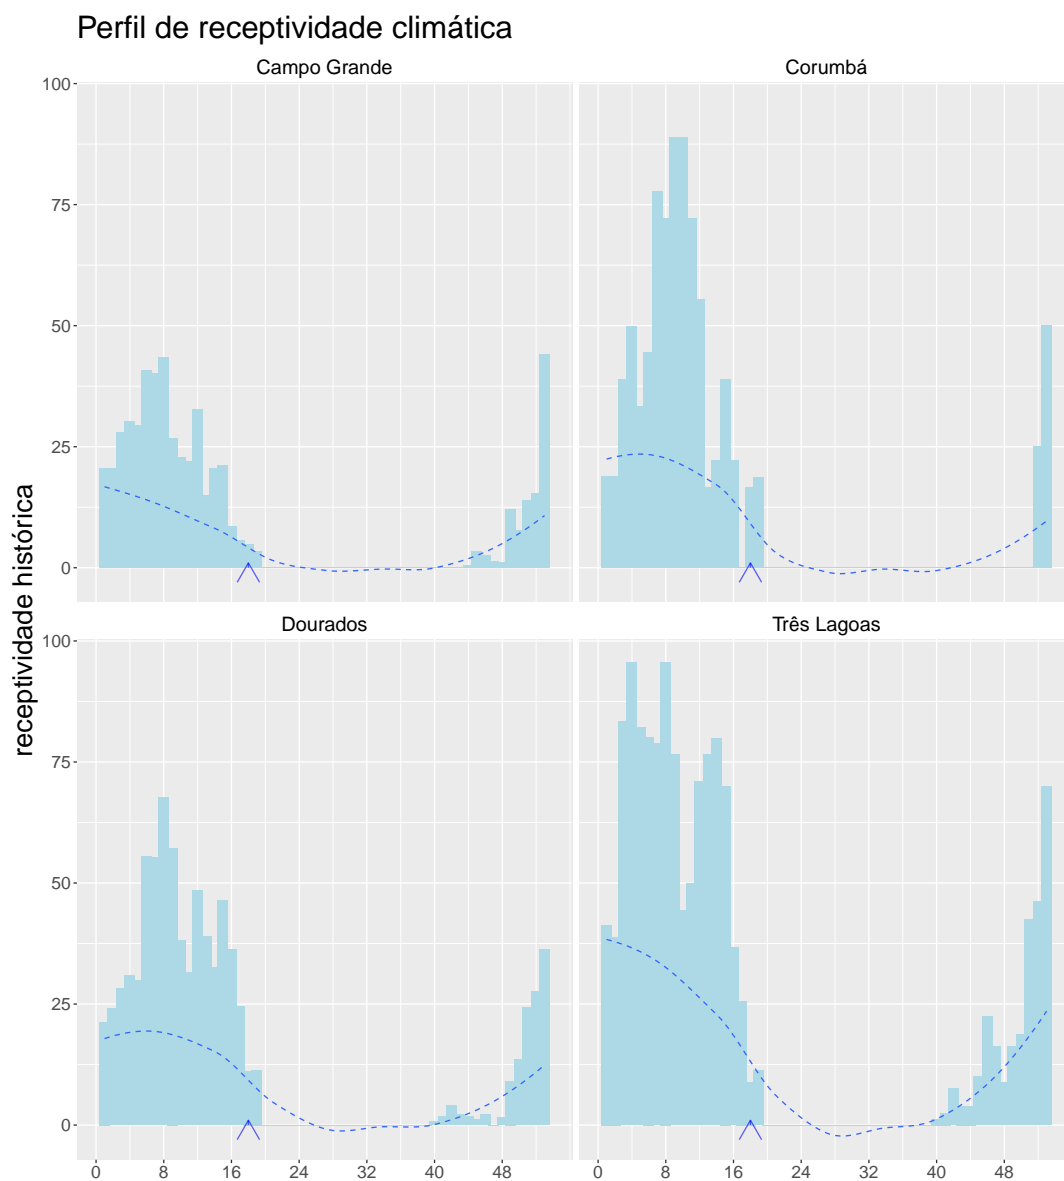 Perfil de receptividade climática
Campo Grande
Corumbá
100
75
50
25
0
receptividade histórica
Dourados
Três Lagoas
100
75
50
25
0
0 8 16 24 32 40 48
0 8 16 24 32 40 48